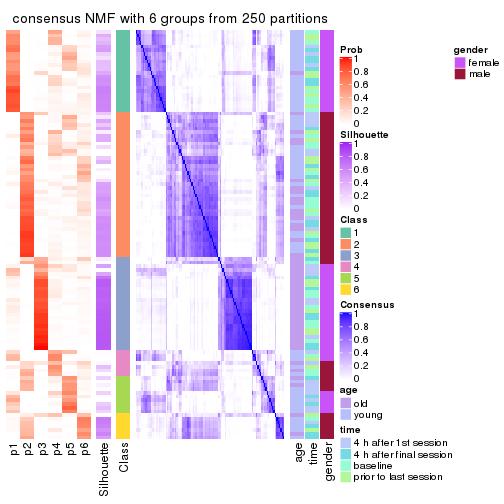 consensus NMF with 6 groups from 250 partitions
Prob
1
0.8
0.6
0.4
0.2
0
Silhouette
1
0.8
0.6
0.4
0.2
0
Class
1
2
3
4
5
6
Consensus
1
0.8
0.6
0.4
0.2
0
age
old
young
time
4 h after 1st session
4 h after final session
baseline
prior to last session
gender
female
male
p1
p2
p3
p4
p5
p6
Silhouette
Class
age
time
gender